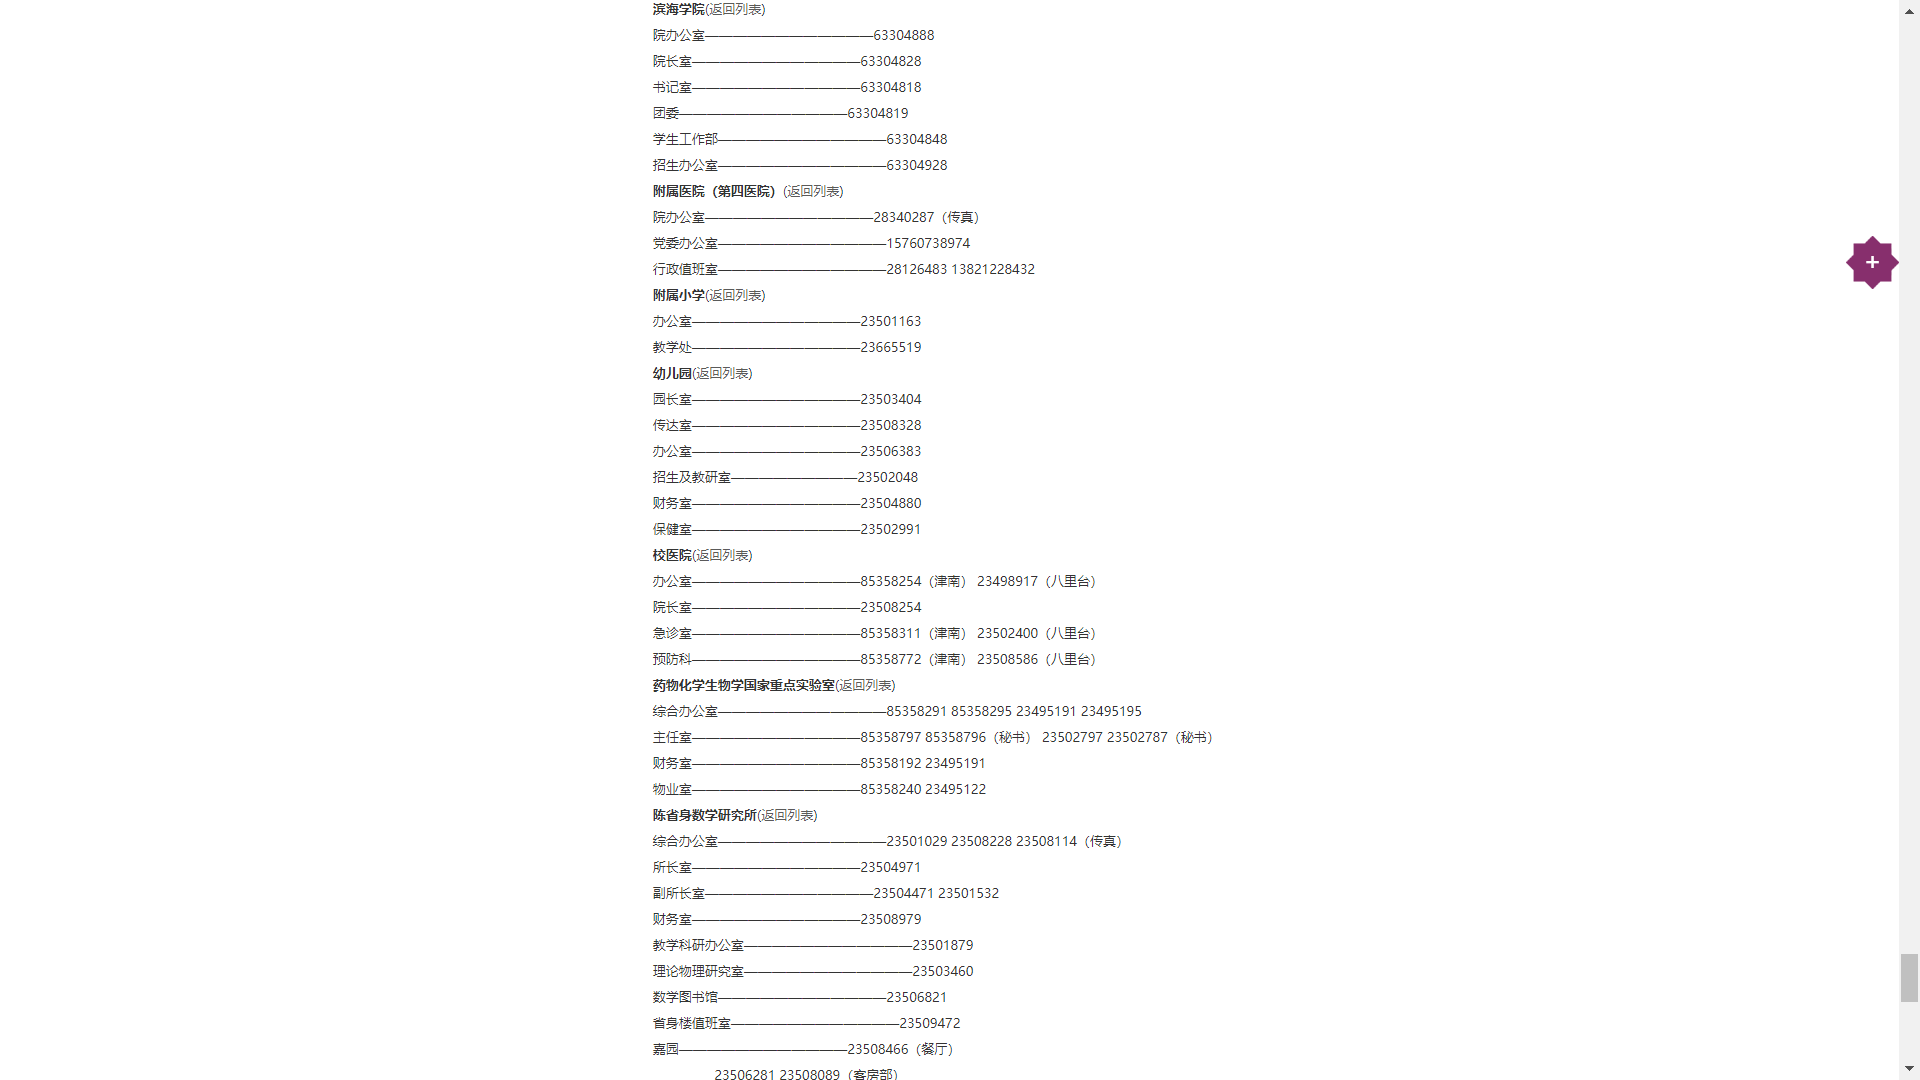 滨海学院(返回列表)
院办公室—————————————63304888
院长室—————————————63304828
书记室—————————————63304818
团委—————————————63304819
学生工作部—————————————63304848
招生办公室—————————————63304928
附属医院（第四医院）(返回列表)
院办公室—————————————28340287（传真）
党委办公室—————————————15760738974
行政值班室—————————————28126483 13821228432
附属小学(返回列表)
办公室—————————————23501163
教学处—————————————23665519
幼儿园(返回列表)
园长室—————————————23503404
传达室—————————————23508328
办公室—————————————23506383
招生及教研室——————————23502048
财务室—————————————23504880
保健室—————————————23502991
校医院(返回列表)
办公室—————————————85358254（津南） 23498917（八里台）
院长室—————————————23508254
急诊室—————————————85358311（津南） 23502400（八里台）
预防科—————————————85358772（津南） 23508586（八里台）
药物化学生物学国家重点实验室(返回列表)
综合办公室—————————————85358291 85358295 23495191 23495195
主任室—————————————85358797 85358796（秘书） 23502797 23502787（秘书）
财务室—————————————85358192 23495191
物业室—————————————85358240 23495122
陈省身数学研究所(返回列表)
综合办公室—————————————23501029 23508228 23508114（传真）
所长室—————————————23504971
副所长室—————————————23504471 23501532
财务室—————————————23508979
教学科研办公室—————————————23501879
理论物理研究室—————————————23503460
数学图书馆—————————————23506821
省身楼值班室—————————————23509472
嘉园—————————————23508466（餐厅）
23506281 23508089（客房部）
+